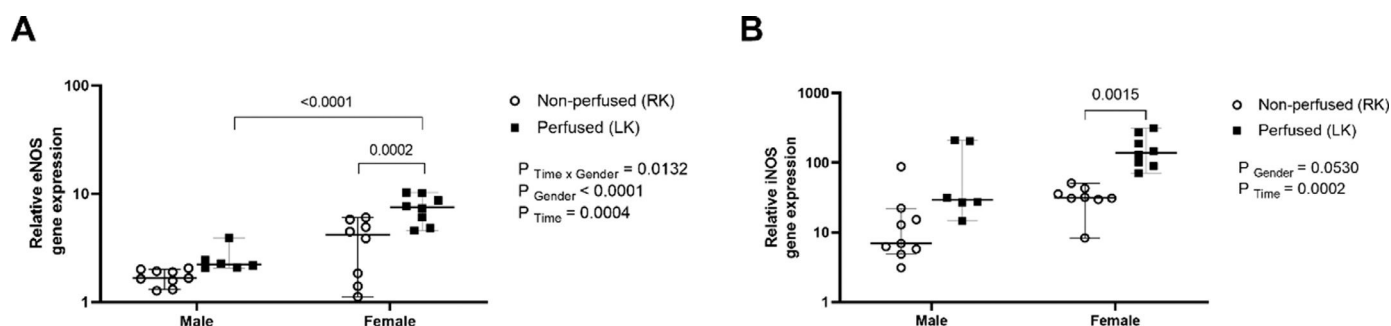 A
Relative eNOS
gene expression
100
10
1
<0.0001
0.0002
Male
Female
Non-perfused (RK)
Perfused (LK)
P Time x Gender = 0.0132
P Gender < 0.0001
P Time = 0.0004
B
Relative iNOS
gene expression
1000
100
10
1
0.0015
Male
Female
Non-perfused (RK)
Perfused (LK)
P Gender = 0.0530
P Time = 0.0002